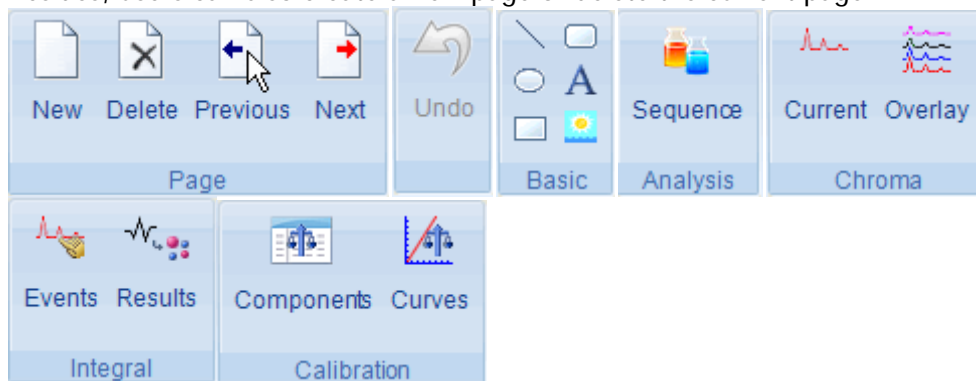 New Delete Previous Next
Undo
A
Sequence
Current Overlay
Page
Basic
Analysis
Chroma
Events Results
Components Curves
Integral
Calibration